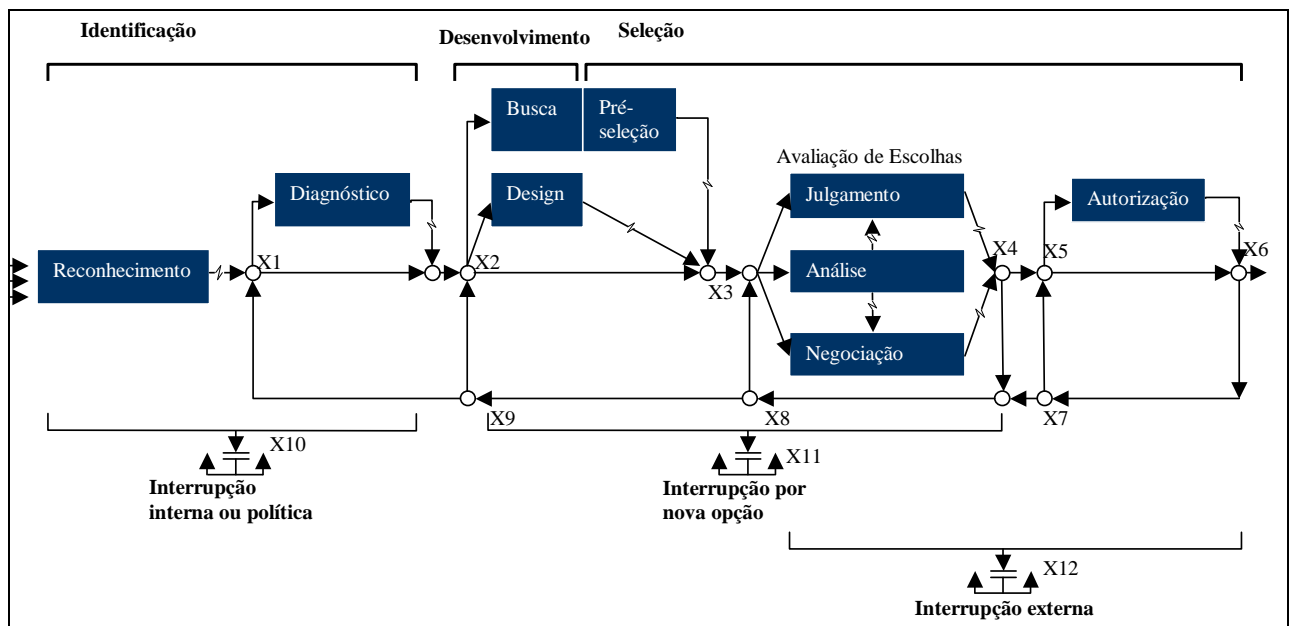 Identificação
Desenvolvimento
Seleção
Busca
Pré-
seleção
Avaliação de Escolhas
Diagnóstico
Design
Julgamento
Autorização
Reconhecimento
X1
X2
X3
Análise
X4
X5
X6
Negociação
X9
X8
X7
X10
X11
Interrupção
interna ou política
Interrupção por
nova opção
X12
Interrupção externa